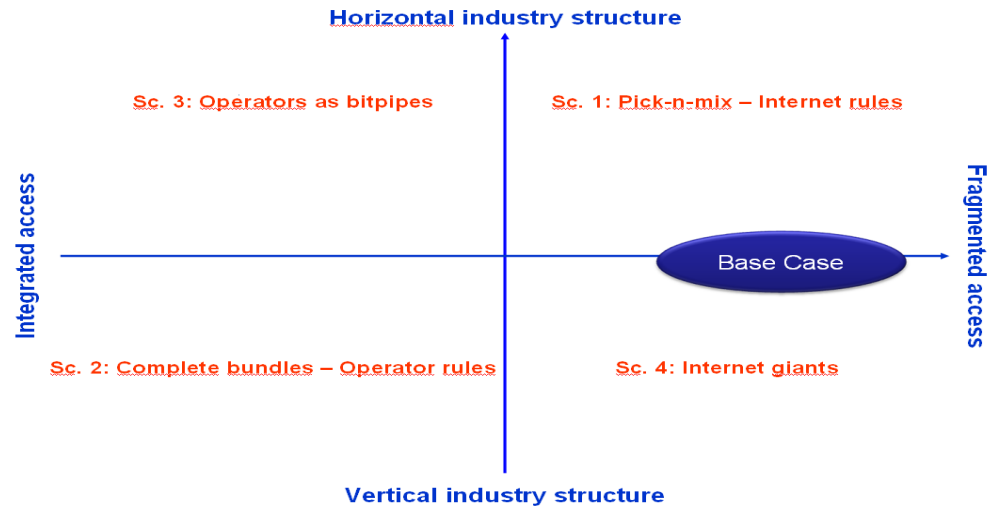 Horizontal industry structure
Sc. 3: Operators as bitpipes
Sc. 1: Pick-n-mix – Internet rules
Integrated access
Fragmented access
Base Case
Sc. 2: Complete bundles – Operator rules
Sc. 4: Internet giants
Vertical industry structure